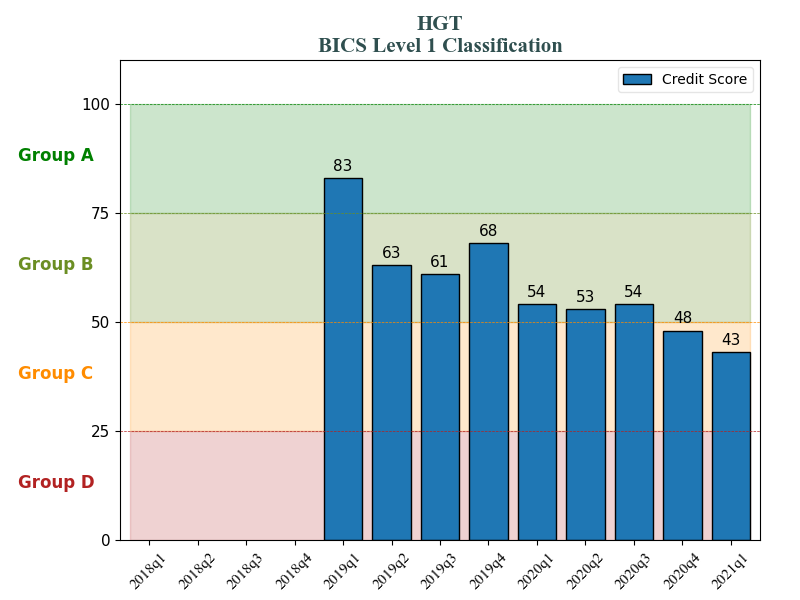 HGT
BICS Level 1 Classification
Credit Score
100
75
50
25
0
Group A
Group B
Group C
Group D
83
63
61
68
54
53
54
48
43
2018q1
2018q2
2018q3
2018q4
2019q1
2019q2
2019q3
2019q4
2020q1
2020q2
2020q3
2020q4
2021q1